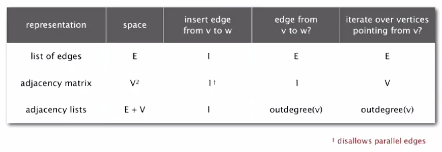 representation space insert edge from v to w edge from v to w? iterate over vertices pointing from v?
list of edges E 1 E E
adjacency matrix V² 1† 1 V
adjacency lists E + V 1 outdegree(v) outdegree(v)
† disallows parallel edges